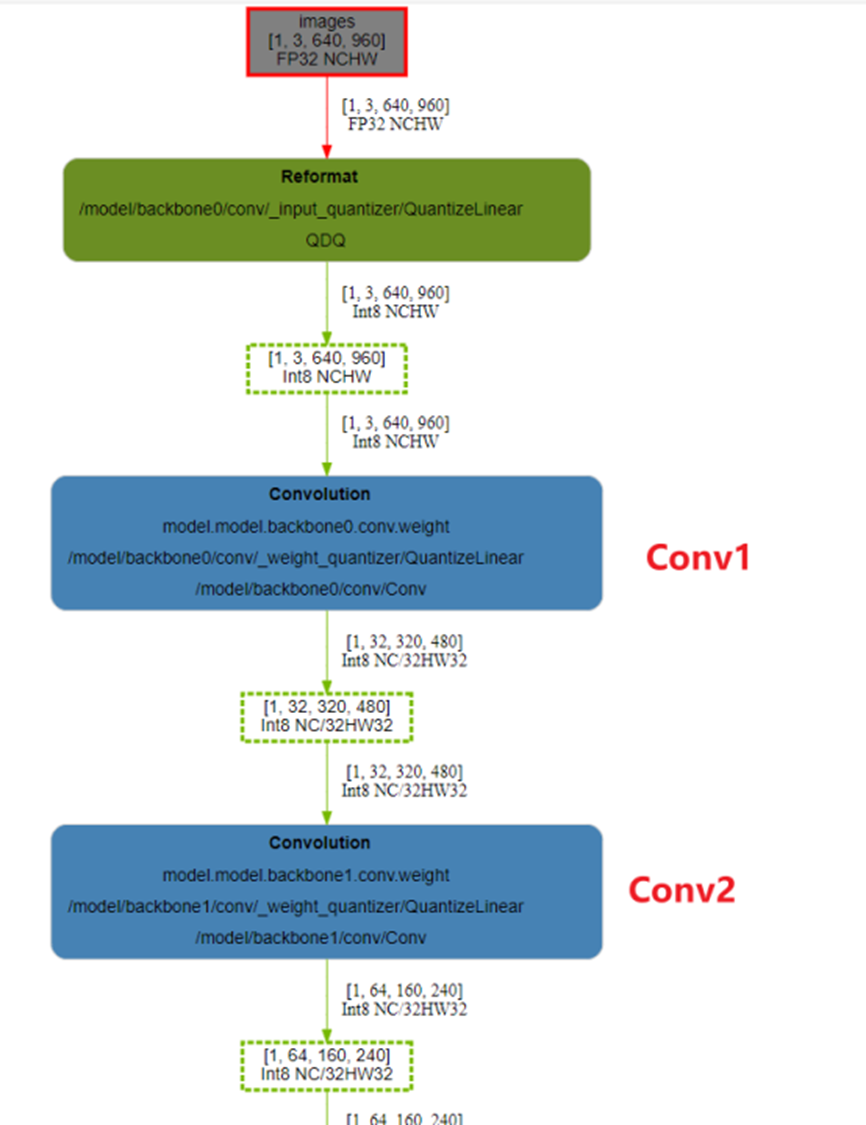 images
[1, 3, 640, 960]
FP32 NCHW
[1, 3, 640, 960]
FP32 NCHW
Reformat
/model/backbone0/conv/_input_quantizer/QuantizeLinear
QDQ
[1, 3, 640, 960]
Int8 NCHW
[1, 3, 640, 960]
Int8 NCHW
[1, 3, 640, 960]
Int8 NCHW
Convolution
model.model.backbone0.conv.weight
/model/backbone0/conv/_weight_quantizer/QuantizeLinear
/model/backbone0/conv/Conv
Conv1
[1, 32, 320, 480]
Int8 NC/32HW32
[1, 32, 320, 480]
Int8 NC/32HW32
[1, 32, 320, 480]
Int8 NC/32HW32
Convolution
model.model.backbone1.conv.weight
/model/backbone1/conv/_weight_quantizer/QuantizeLinear
/model/backbone1/conv/Conv
Conv2
[1, 64, 160, 240]
Int8 NC/32HW32
[1, 64, 160, 240]
Int8 NC/32HW32
[1, 64, 160, 240]